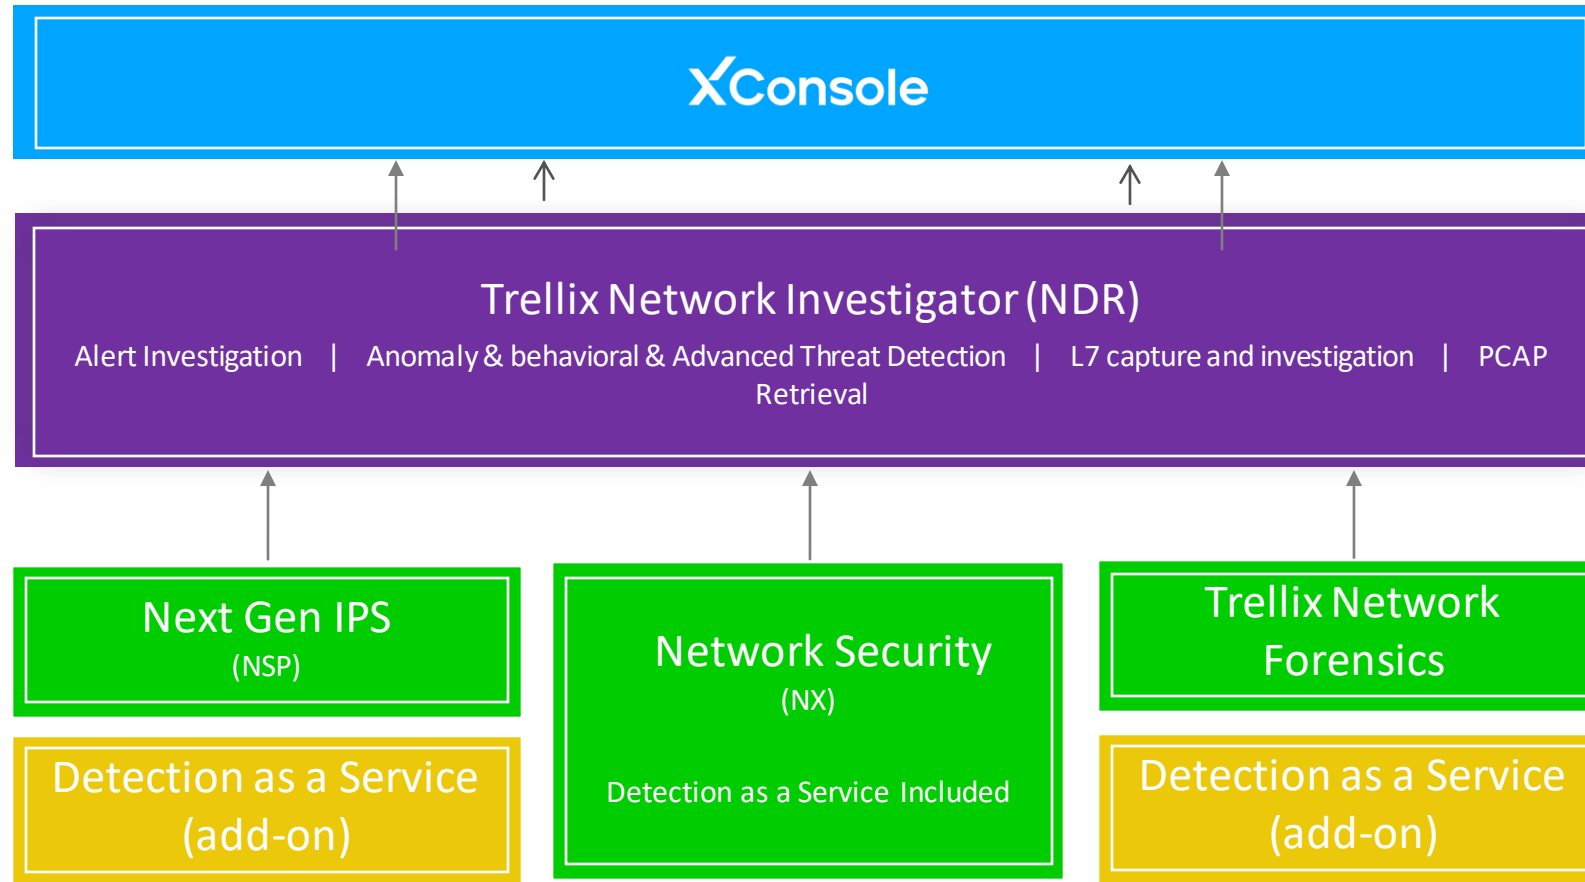 XConsole
Trellix Network Investigator (NDR)
Alert Investigation | Anomaly & behavioral & Advanced Threat Detection | L7 capture and investigation | PCAP
Retrieval
Next Gen IPS
(NSP)
Network Security
(NX)
Detection as a Service Included
Trellix Network
Forensics
Detection as a Service
(add-on)
Detection as a Service
(add-on)